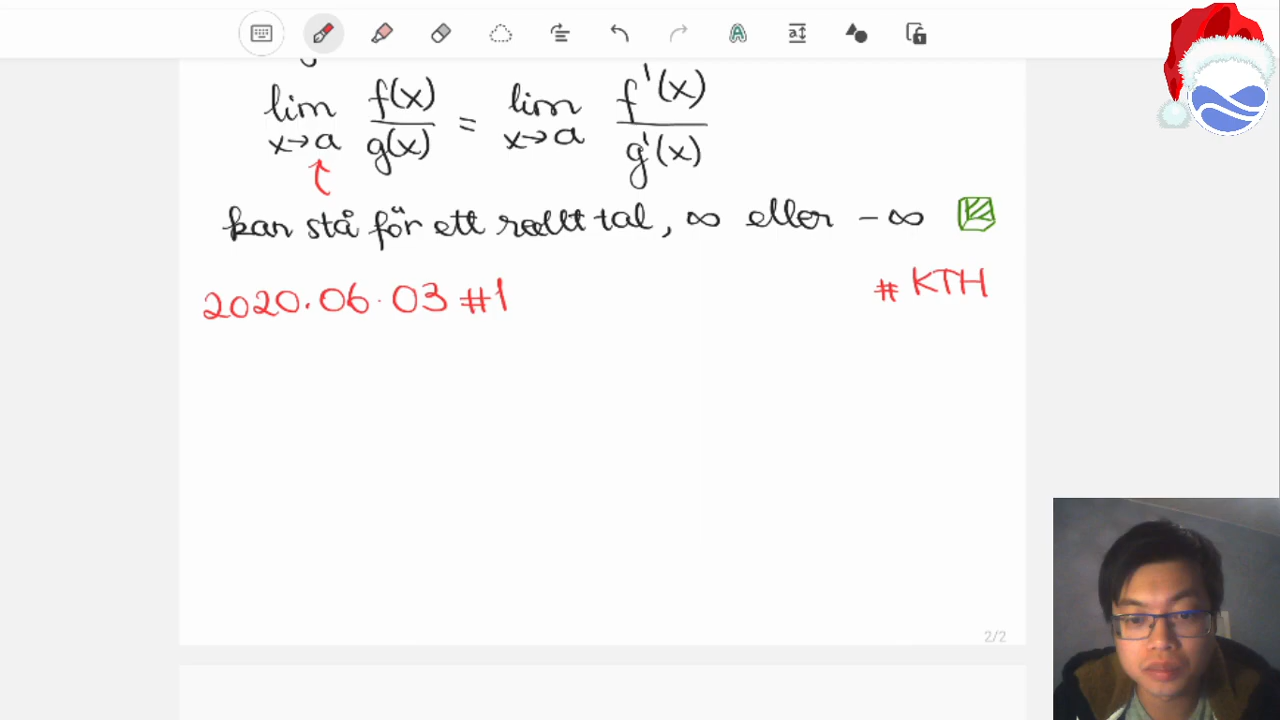 lim f(x)/g(x) = lim f'(x)/g'(x)
x→a x→a
kan stå för ett reellt tal, ∞ eller -∞
2020.06.03 #1 # KTH
2/2